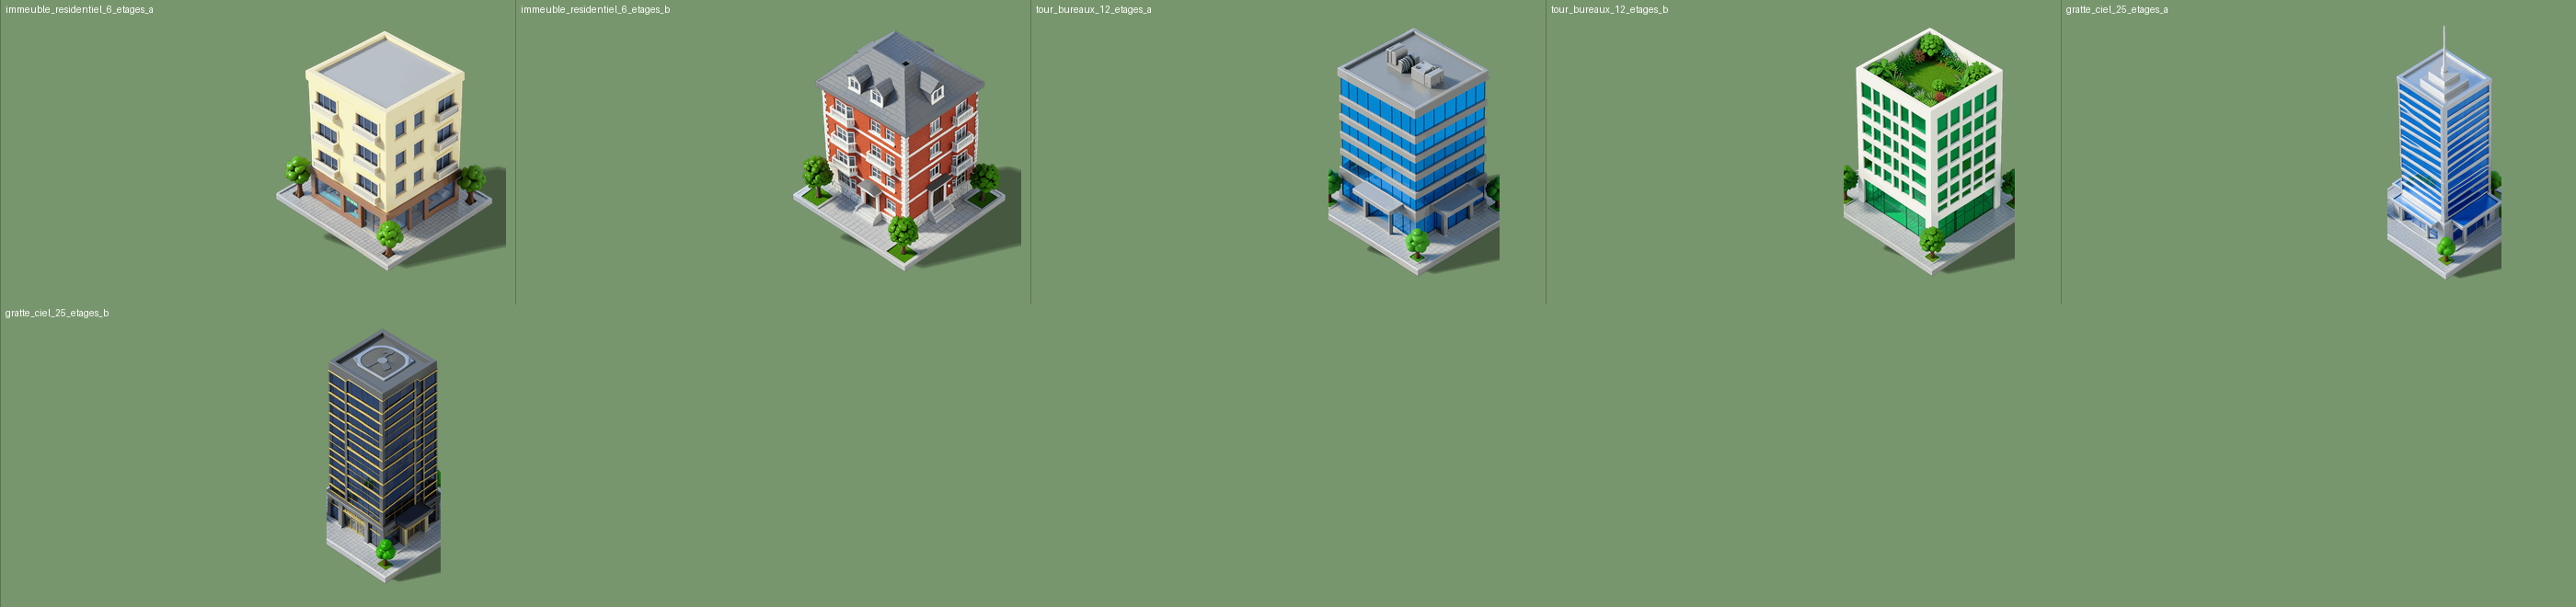 immeuble_residentiel_6_etages_a
immeuble_residentiel_6_etages_b
tour_bureaux_12_etages_a
tour_bureaux_12_etages_b
gratte_ciel_25_etages_a
gratte_ciel_25_etages_b